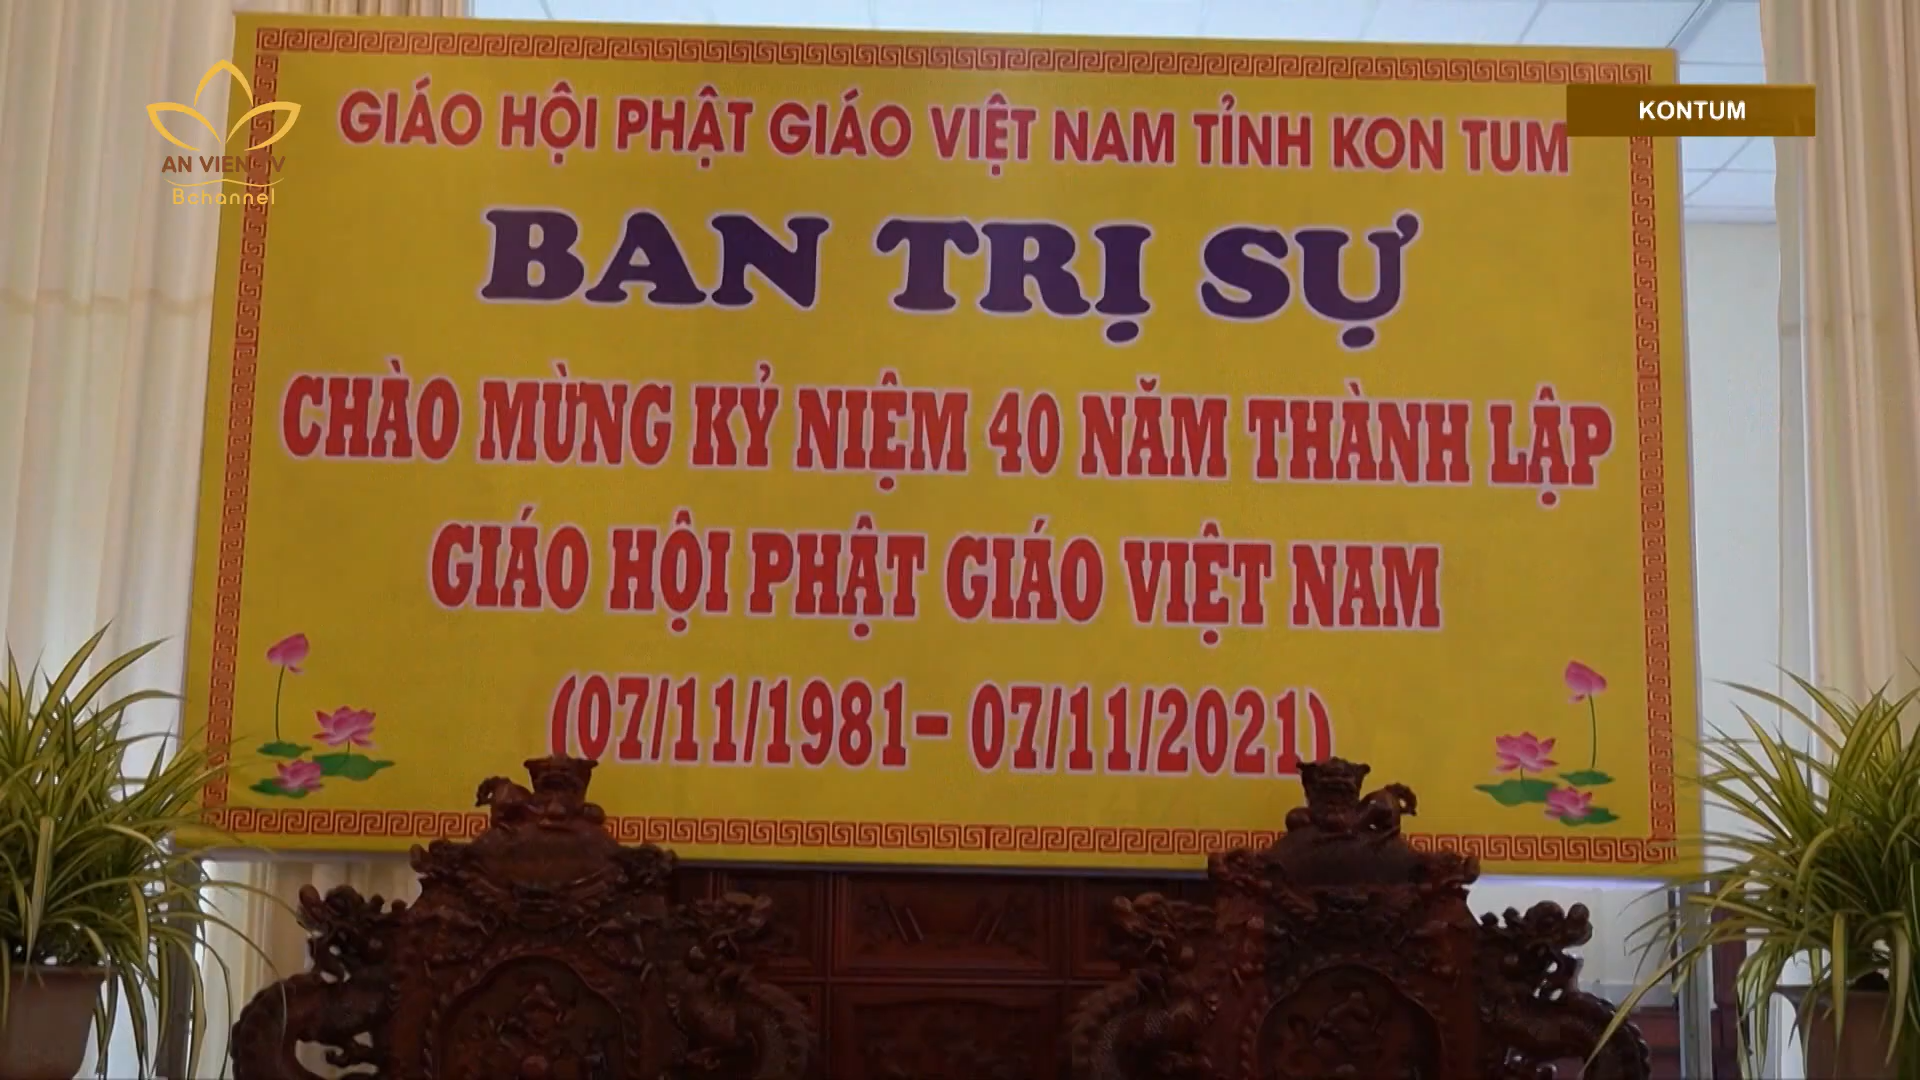 GIÁO HỘI PHẬT GIÁO VIỆT NAM TỈNH KON TUM
KONTUM
AN VIEN TV
Bchannel
BAN TRỊ SỰ
CHÀO MỪNG KỶ NIỆM 40 NĂM THÀNH LẬP
GIÁO HỘI PHẬT GIÁO VIỆT NAM
(07/11/1981- 07/11/2021)